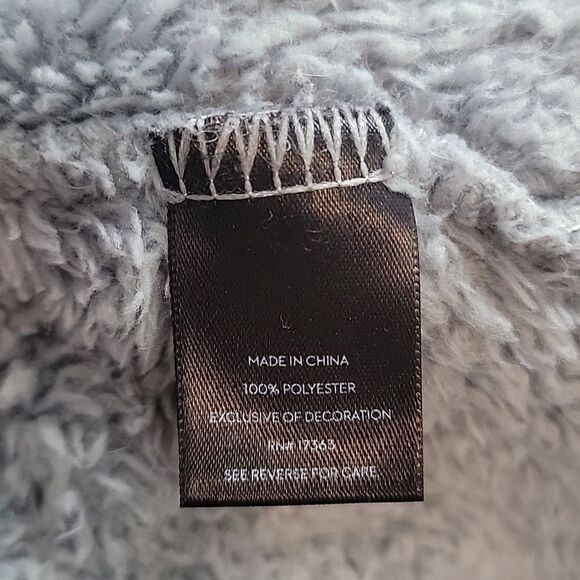 MADE IN CHINA
100% POLYESTER
EXCLUSIVE OF DECORATION
RN# 17363
SEE REVERSE FOR CARE